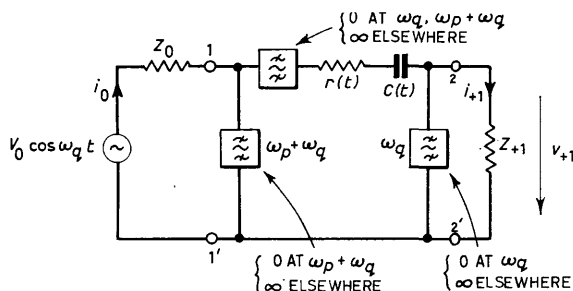 {0 AT ωq, ωp + ωq
∞ ELSEWHERE
Z0
1
r(t)
C(t)
2
i0
i+1
V0 cos ωq t
~
ωp + ωq
ωq
Z+1
v+1
1'
2'
{0 AT ωp + ωq
∞ ELSEWHERE
{0 AT ωq
∞ ELSEWHERE